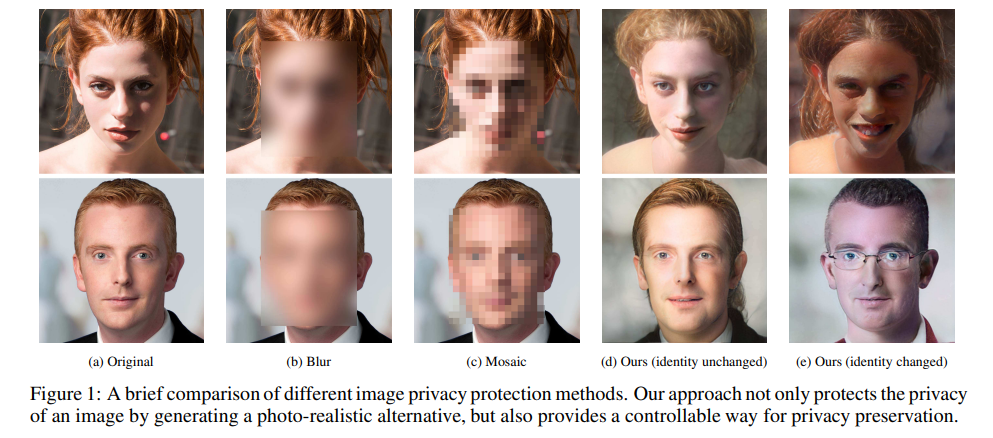 (a) Original
(b) Blur
(c) Mosaic
(d) Ours (identity unchanged)
(e) Ours (identity changed)
Figure 1: A brief comparison of different image privacy protection methods. Our approach not only protects the privacy
of an image by generating a photo-realistic alternative, but also provides a controllable way for privacy preservation.